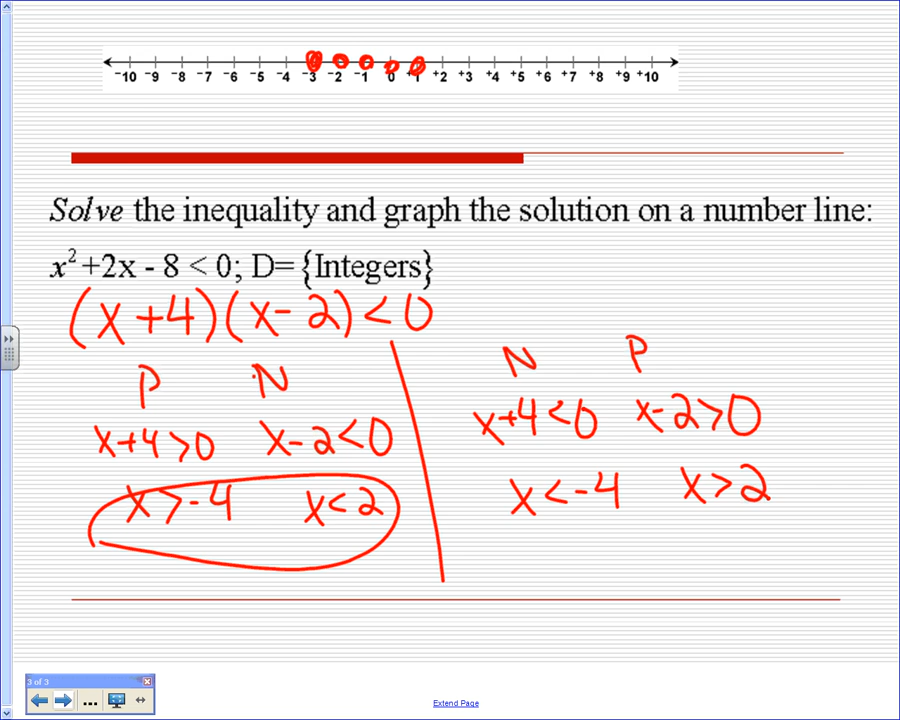 -10 -9 -8 -7 -6 -5 -4 -3 -2 -1 0 +1 +2 +3 +4 +5 +6 +7 +8 +9 +10
Solve the inequality and graph the solution on a number line:
x² +2x - 8 < 0; D= {Integers}
(x+4)(x-2)<0
P N N P
x+4>0 x-2<0 x+4<0 x-2>0
x>-4 x<2 x<-4 x>2
3 of 3
...
Extend Page